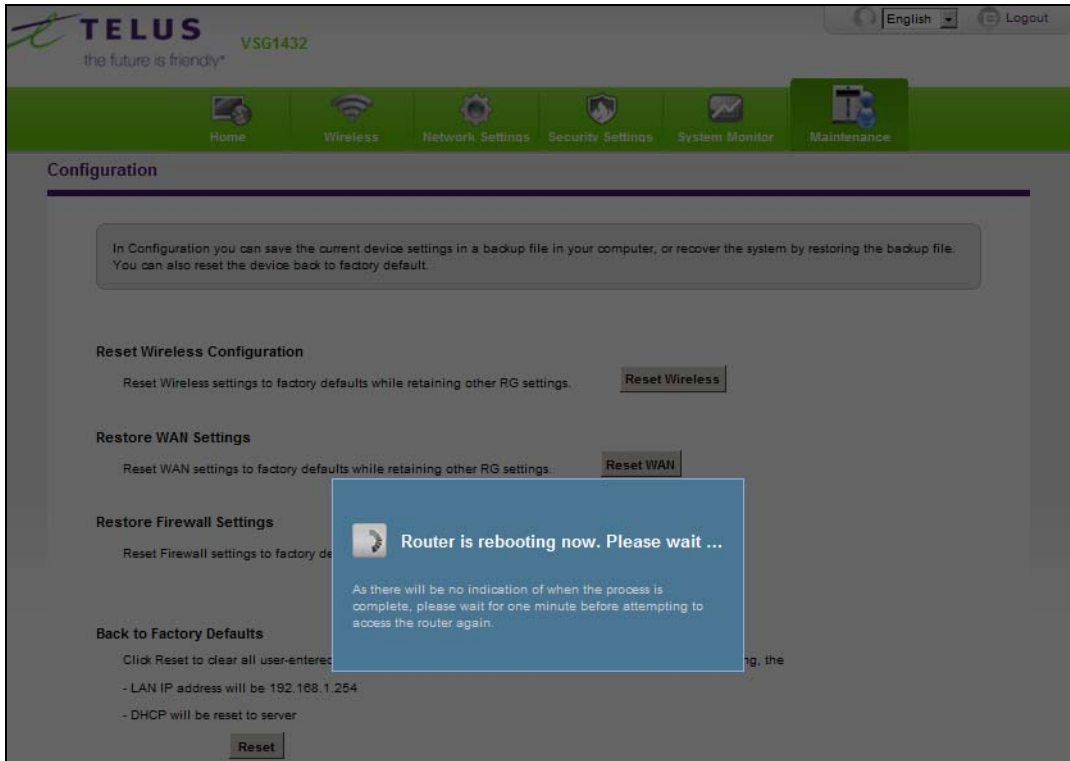 TELUS
the future is friendly*
VSG1432
English
Logout
Home
Wireless
Network Settings
Security Settings
System Monitor
Maintenance
Configuration
In Configuration you can save the current device settings in a backup file in your computer, or recover the system by restoring the backup file.
You can also reset the device back to factory default.
Reset Wireless Configuration
Reset Wireless settings to factory defaults while retaining other RG settings.
Reset Wireless
Restore WAN Settings
Reset WAN settings to factory defaults while retaining other RG settings.
Reset WAN
Restore Firewall Settings
Reset Firewall settings to factory de
Router is rebooting now. Please wait ...
As there will be no indication of when the process is
complete, please wait for one minute before attempting to
access the router again.
Back to Factory Defaults
Click Reset to clear all user-entered
ng, the
- LAN IP address will be 192.168.1.254
- DHCP will be reset to server
Reset